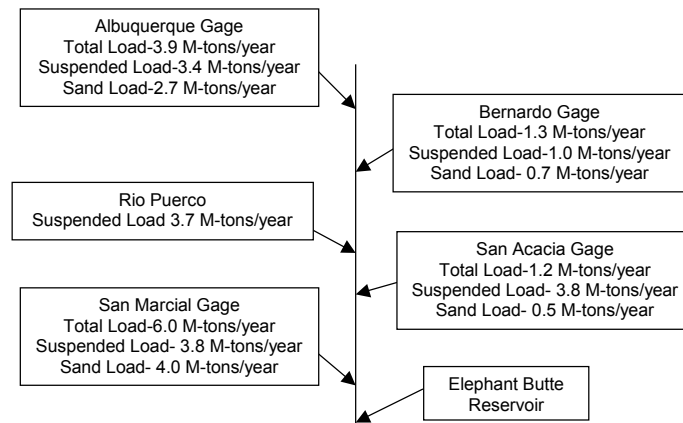 Albuquerque Gage
Total Load-3.9 M-tons/year
Suspended Load-3.4 M-tons/year
Sand Load-2.7 M-tons/year
Bernardo Gage
Total Load-1.3 M-tons/year
Suspended Load-1.0 M-tons/year
Sand Load- 0.7 M-tons/year
Rio Puerco
Suspended Load 3.7 M-tons/year
San Acacia Gage
Total Load-1.2 M-tons/year
Suspended Load- 3.8 M-tons/year
Sand Load- 0.5 M-tons/year
San Marcial Gage
Total Load-6.0 M-tons/year
Suspended Load- 3.8 M-tons/year
Sand Load- 4.0 M-tons/year
Elephant Butte
Reservoir